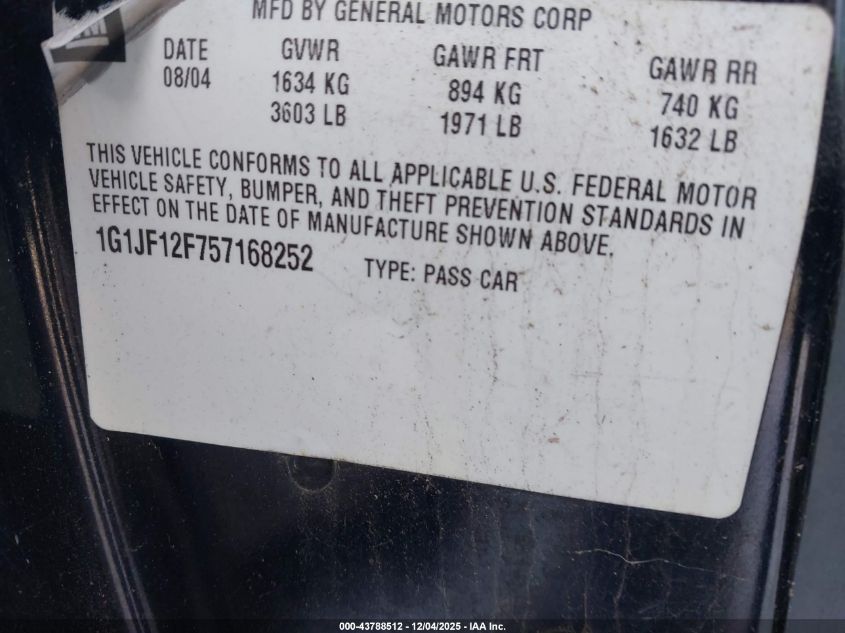 MFD BY GENERAL MOTORS CORP
DATE GVWR GAWR FRT GAWR RR
08/04 1634 KG 894 KG 740 KG
3603 LB 1971 LB 1632 LB
THIS VEHICLE CONFORMS TO ALL APPLICABLE U.S. FEDERAL MOTOR
VEHICLE SAFETY, BUMPER, AND THEFT PREVENTION STANDARDS IN
EFFECT ON THE DATE OF MANUFACTURE SHOWN ABOVE.
1G1JF12F757168252 TYPE: PASS CAR
000-43788512 - 12/04/2025 - IAA Inc.